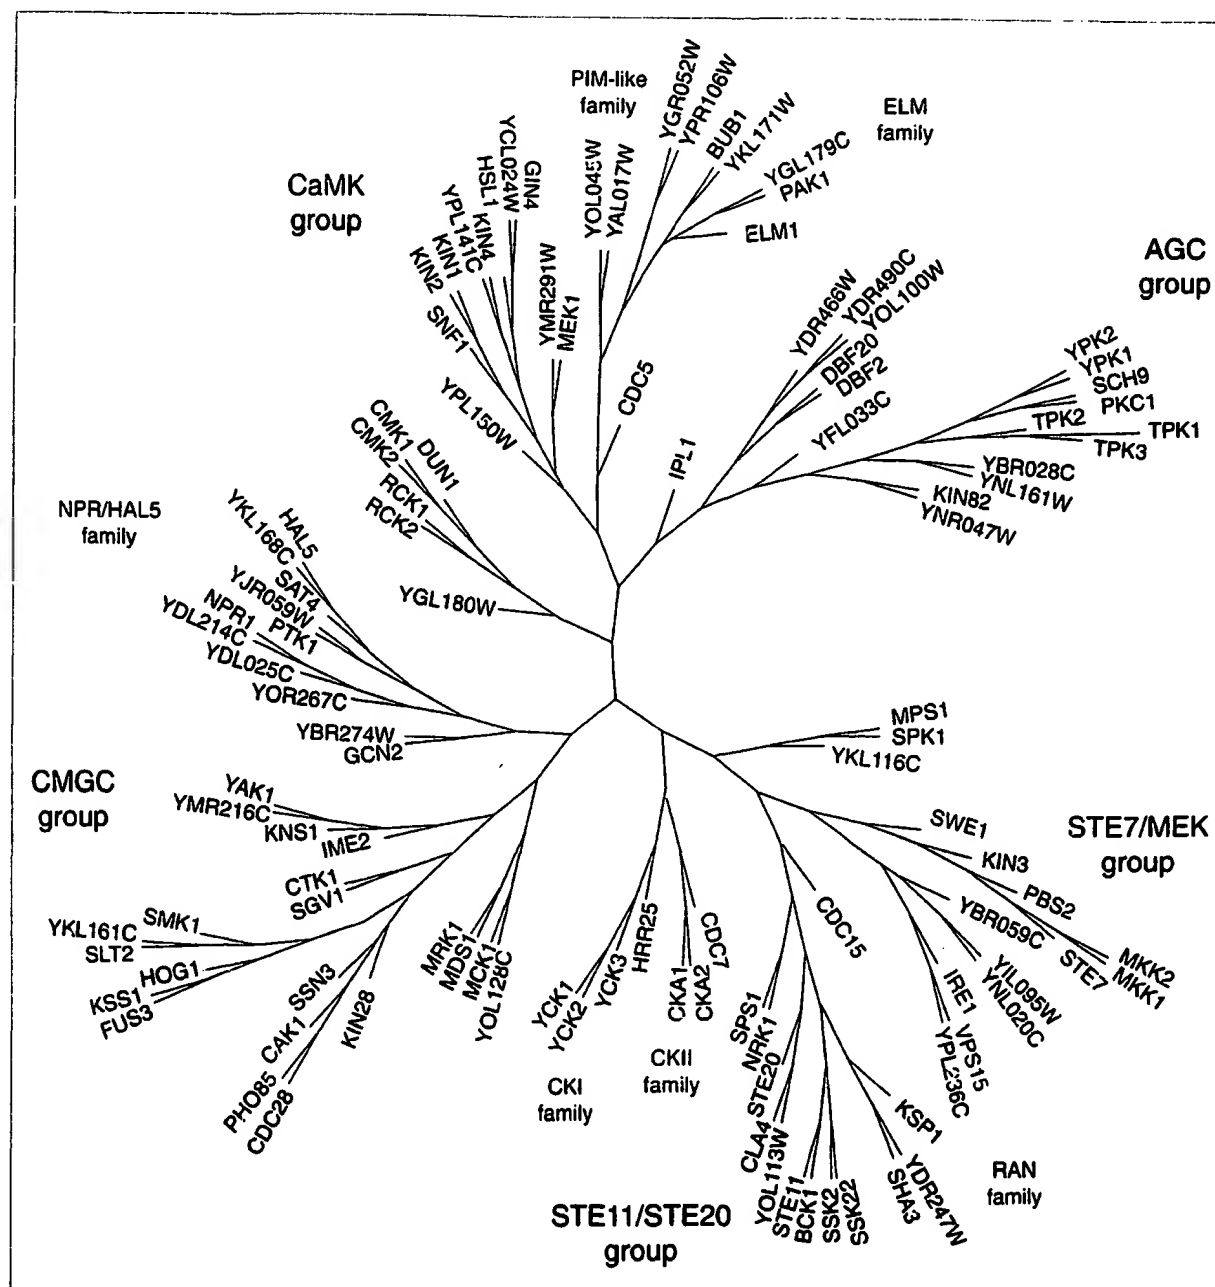 PIM-like
family
YGR052W
YPR106W
BUB1
YKL171W
ELM
family
YGL179C
PAK1
ELM1
YOL045W
YAL017W
CaMK
group
YCL024W
GIN4
HSL1
KIN4
YPL141C
KIN1
KIN2
SNF1
YMR291W
MEK1
YPL150W
CDC5
AGC
group
YDR466W
YDR490C
YOL100W
DBF20
DBF2
YFL033C
IPL1
YPK2
YPK1
SCH9
PKC1
TPK2
TPK1
TPK3
YBR028C
YNL161W
KIN82
YNR047W
CMK1
DUN1
CMK2
RCK1
RCK2
YGL180W
NPR/HAL5
family
HAL5
YKL168C
SAT4
YJR059W
PTK1
NPR1
YDL214C
YDL025C
YOR267C
YBR274W
GCN2
CMGC
group
YAK1
YMR216C
KNS1
IME2
CTK1
SGV1
SMK1
YKL161C
SLT2
HOG1
KSS1
FUS3
SSN3
CAK1
KIN28
PHO85
CDC28
MRK1
MDS1
MCK1
YOL128C
YCK1
YCK2
YCK3
HRR25
CKI
family
CKA1
CKA2
CDC7
CKII
family
MPS1
SPK1
YKL116C
STE7/MEK
group
SWE1
KIN3
PBS2
MKK2
MKK1
STE7
YBR059C
YIL095W
YNL020C
IRE1
VPS15
YPL236C
CDC15
SPS1
NRK1
STE20
CLA4
YOL113W
STE11
BCK1
SSK2
SSK22
KSP1
YDR247W
SHA3
RAN
family
STE11/STE20
group